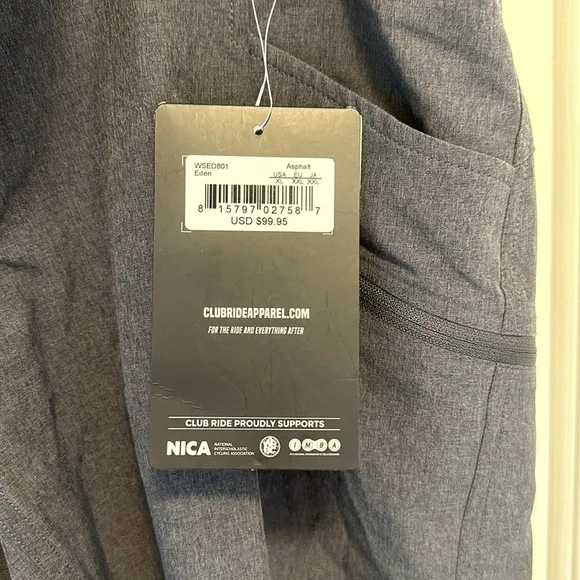 WSED801 Asphalt
Eden USA EU JA
XL XXL XXL
8 15797 02758 7
USD $99.95
CLUBRIDEAPPAREL.COM
FOR THE RIDE AND EVERYTHING AFTER
CLUB RIDE PROUDLY SUPPORTS
NICA NATIONAL
INTERSCHOLASTIC
CYCLING ASSOCIATION
IMBA